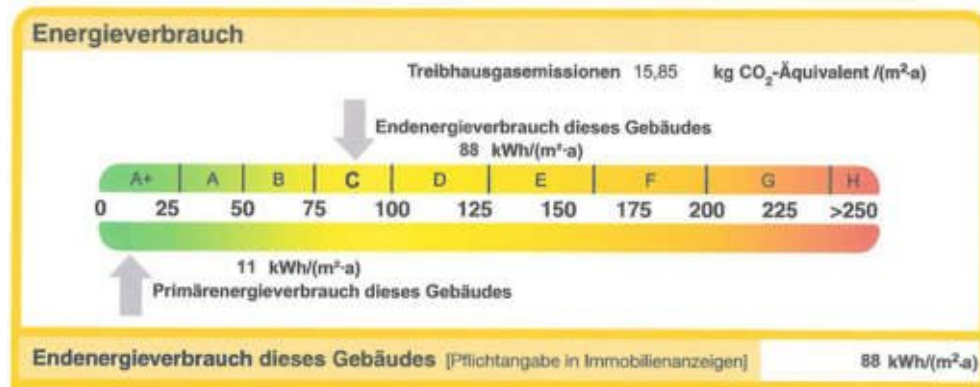 Energieverbrauch
Treibhausgasemissionen 15,85 kg CO₂-Äquivalent /(m²·a)
Endenergieverbrauch dieses Gebäudes
88 kWh/(m²·a)
A+ A B C D E F G H
0 25 50 75 100 125 150 175 200 225 >250
11 kWh/(m²·a)
Primärenergieverbrauch dieses Gebäudes
Endenergieverbrauch dieses Gebäudes [Pflichtangabe in Immobilienanzeigen] 88 kWh/(m²·a)